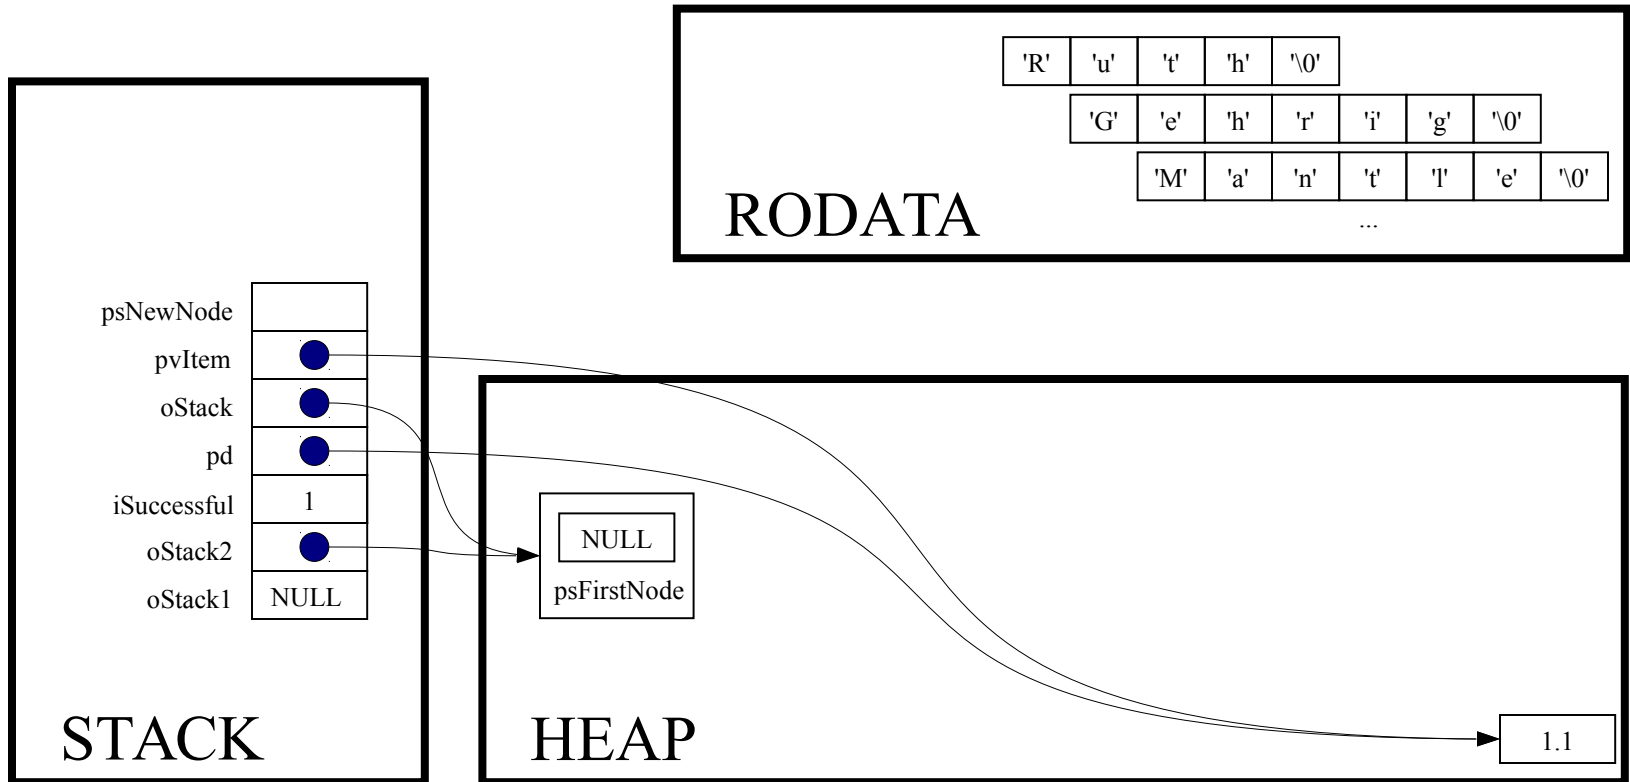 'R' 'u' 't' 'h' '\0'
'G' 'e' 'h' 'r' 'i' 'g' '\0'
'M' 'a' 'n' 't' 'l' 'e' '\0'
...
RODATA
psNewNode
pvItem
oStack
pd
iSuccessful 1
oStack2
oStack1 NULL
STACK
NULL
psFirstNode
1.1
HEAP